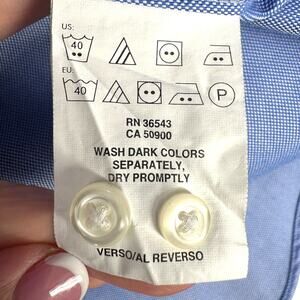 US:
40
EU:
40
P
RN 36543
CA 50900
WASH DARK COLORS
SEPARATELY,
DRY PROMPTLY
VERSO/AL REVERSO